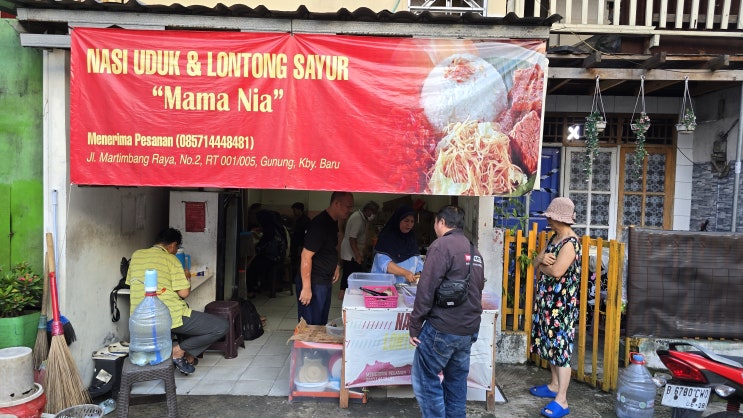 NASI UDUK & LONTONG SAYUR
"Mama Nia"
Menerima Pesanan (085714448481)
Jl. Martimbang Raya, No.2, RT 001/005, Gunung, Kby. Baru
B 6780